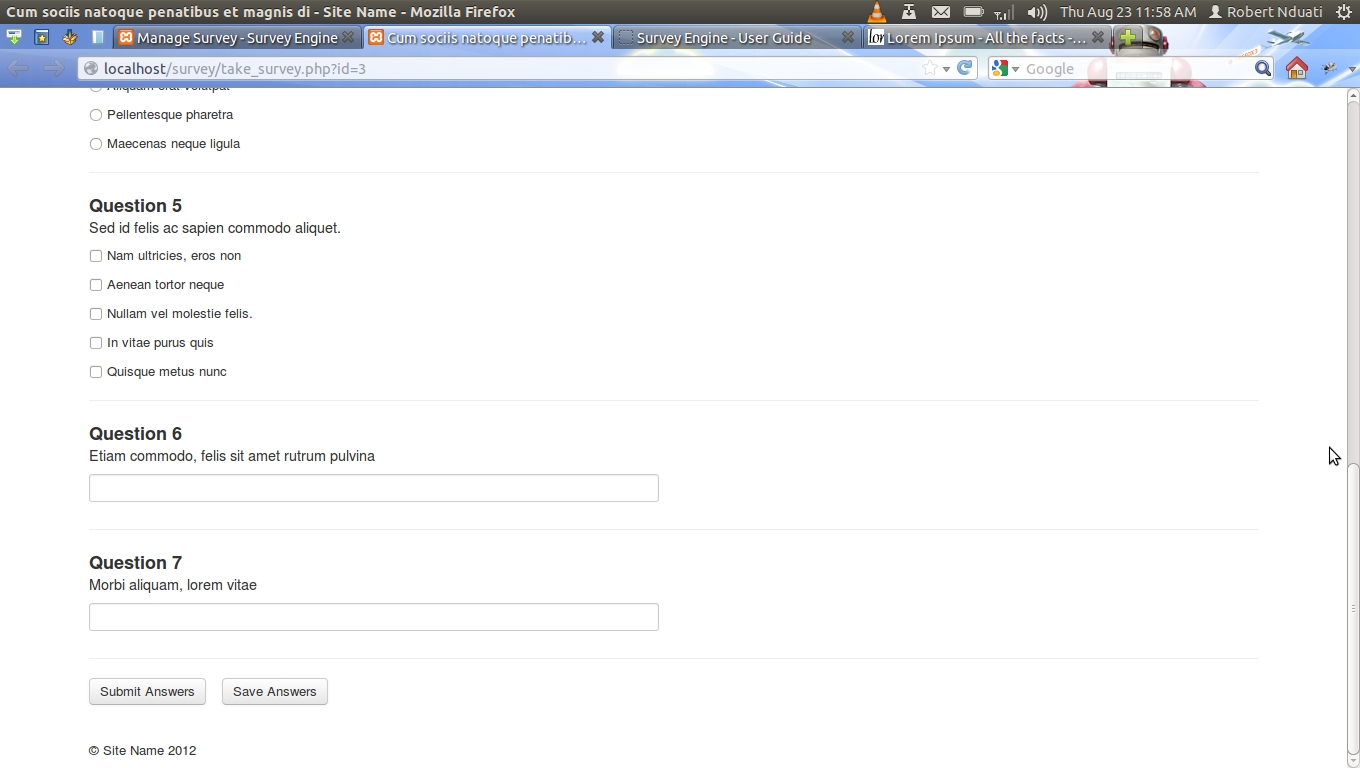 Cum sociis natoque penatibus et magnis di - Site Name - Mozilla Firefox
Thu Aug 23 11:58 AM
Robert Nduati
Manage Survey - Survey Engine
Cum sociis natoque penatib...
Survey Engine - User Guide
lor Lorem Ipsum - All the facts -...
localhost/survey/take_survey.php?id=3
Google
Aliquam erat volutpat
Pellentesque pharetra
Maecenas neque ligula
Question 5
Sed id felis ac sapien commodo aliquet.
Nam ultricies, eros non
Aenean tortor neque
Nullam vel molestie felis.
In vitae purus quis
Quisque metus nunc
Question 6
Etiam commodo, felis sit amet rutrum pulvina
Question 7
Morbi aliquam, lorem vitae
Submit Answers
Save Answers
© Site Name 2012